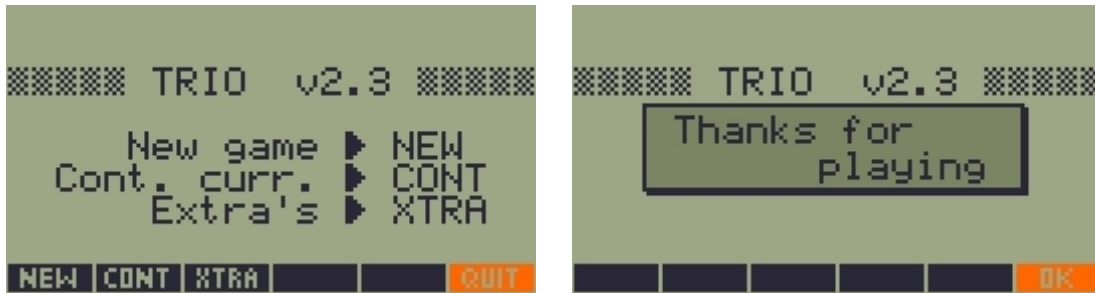 TRIO v2.3
New game ▶ NEW
Cont. curr. ▶ CONT
Extra's ▶ XTRA
NEW CONT XTRA QUIT
TRIO v2.3
Thanks for
playing
OK